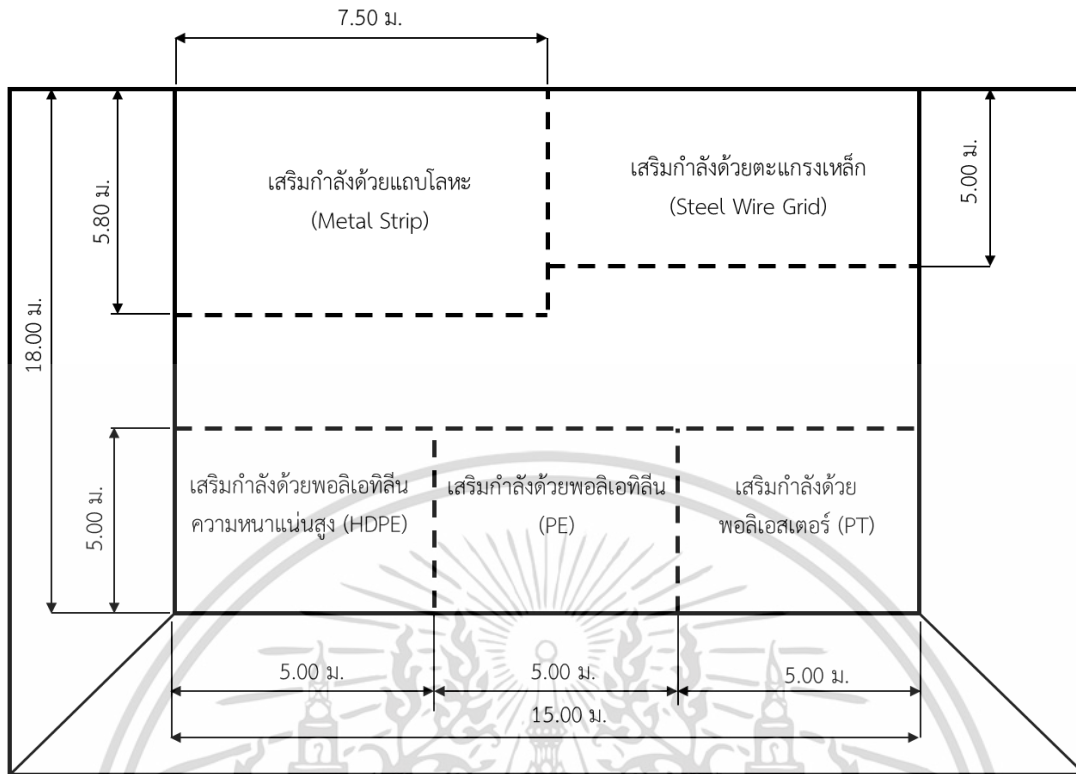 7.50 ม.
เสริมกำลังด้วยแถบโลหะ
(Metal Strip)
เสริมกำลังด้วยตะแกรงเหล็ก
(Steel Wire Grid)
5.80 ม.
5.00 ม.
18.00 ม.
เสริมกำลังด้วยพอลิเอทิลีน
ความหนาแน่นสูง (HDPE)
เสริมกำลังด้วยพอลิเอทิลีน
(PE)
เสริมกำลังด้วย
พอลิเอสเตอร์ (PT)
5.00 ม.
5.00 ม.
5.00 ม.
5.00 ม.
15.00 ม.